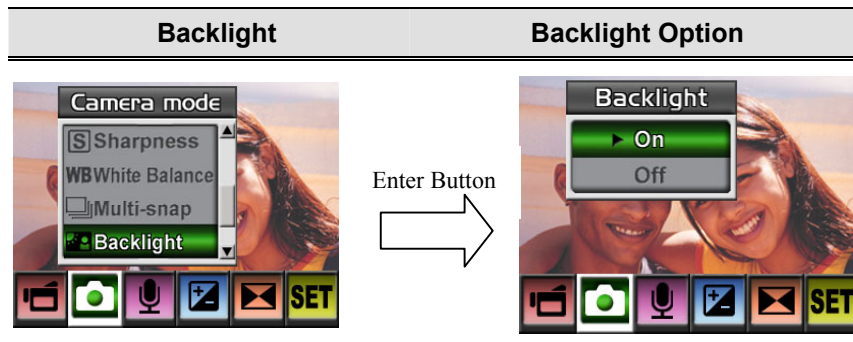 Backlight Backlight Option
Camera mode
S Sharpness
WB White Balance
Multi-snap
Backlight
SET
Enter Button
Backlight
On
Off
SET